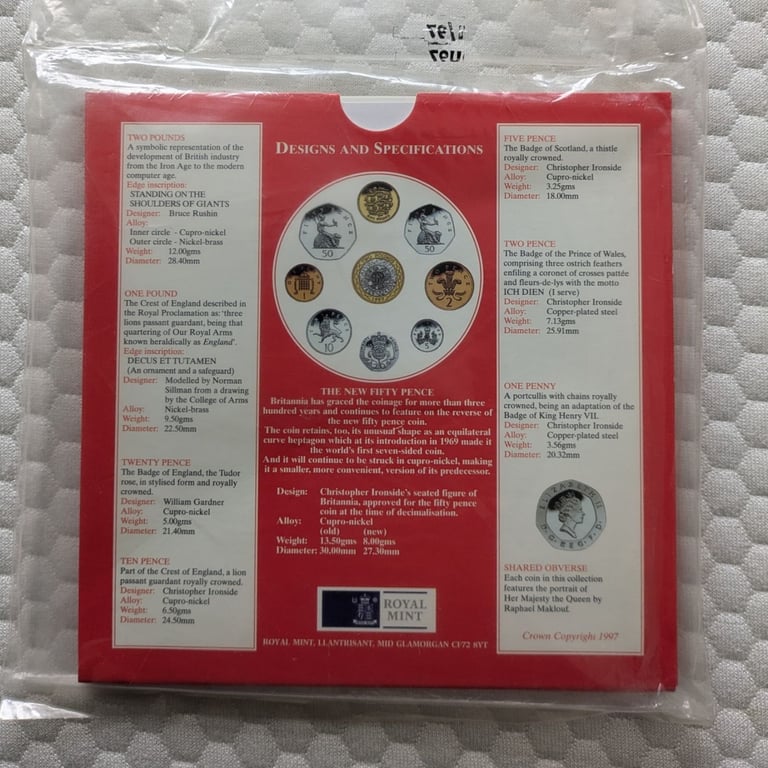 TWO POUNDS
A symbolic representation of the
development of British industry
from the Iron Age to the modern
computer age.
Edge inscription:
STANDING ON THE
SHOULDERS OF GIANTS
Designer: Bruce Rushin
Alloy:
Inner circle - Cupro-nickel
Outer circle - Nickel-brass
Weight: 12.00gms
Diameter: 28.40mm
ONE POUND
The Crest of England described in
the Royal Proclamation as: 'three
lions passant guardant, being that
quartering of Our Royal Arms
known heraldically as England'.
Edge inscription:
DECUS ET TUTAMEN
(An ornament and a safeguard)
Designer: Modelled by Norman
Sillman from a drawing
by the College of Arms
Alloy: Nickel-brass
Weight: 9.50gms
Diameter: 22.50mm
TWENTY PENCE
The Badge of England, the Tudor
rose, in stylised form and royally
crowned.
Designer: William Gardner
Alloy: Cupro-nickel
Weight: 5.00gms
Diameter: 21.40mm
TEN PENCE
Part of the Crest of England, a lion
passant guardant royally crowned.
Designer: Christopher Ironside
Alloy: Cupro-nickel
Weight: 6.50gms
Diameter: 24.50mm
DESIGNS AND SPECIFICATIONS
FIFTY PENCE
50
FIFTY PENCE
50
1
2
10
5
THE NEW FIFTY PENCE
Britannia has graced the coinage for more than three
hundred years and continues to feature on the reverse of
the new fifty pence coin.
The coin retains, too, its unusual shape as an equilateral
curve heptagon which at its introduction in 1969 made it
the world's first seven-sided coin.
And it will continue to be struck in cupro-nickel, making
it a smaller, more convenient, version of its predecessor.
Design: Christopher Ironside's seated figure of
Britannia, approved for the fifty pence
coin at the time of decimalisation.
Alloy: Cupro-nickel
(old) (new)
Weight: 13.50gms 8.00gms
Diameter: 30.00mm 27.30mm
ROYAL
MINT
ROYAL MINT, LLANTRISANT, MID GLAMORGAN CF72 8YT
FIVE PENCE
The Badge of Scotland, a thistle
royally crowned.
Designer: Christopher Ironside
Alloy: Cupro-nickel
Weight: 3.25gms
Diameter: 18.00mm
TWO PENCE
The Badge of the Prince of Wales,
comprising three ostrich feathers
enfiling a coronet of crosses pattée
and fleurs-de-lys with the motto
ICH DIEN (I serve)
Designer: Christopher Ironside
Alloy: Copper-plated steel
Weight: 7.13gms
Diameter: 25.91mm
ONE PENNY
A portcullis with chains royally
crowned, being an adaptation of the
Badge of King Henry VII.
Designer: Christopher Ironside
Alloy: Copper-plated steel
Weight: 3.56gms
Diameter: 20.32mm
ELIZABETH II
D.G.REG.F.D.
SHARED OBVERSE
Each coin in this collection
features the portrait of
Her Majesty the Queen by
Raphael Maklouf.
Crown Copyright 1997